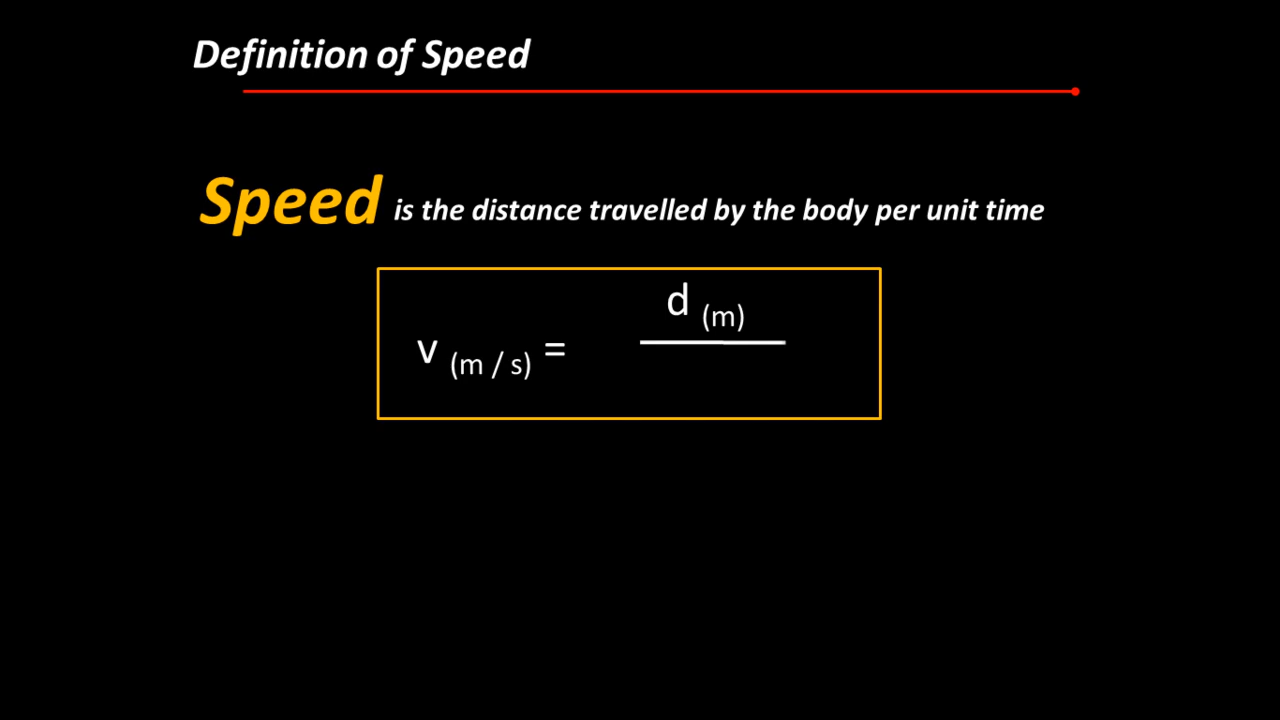 Definition of Speed
Speed is the distance travelled by the body per unit time
d (m)
v (m / s) =